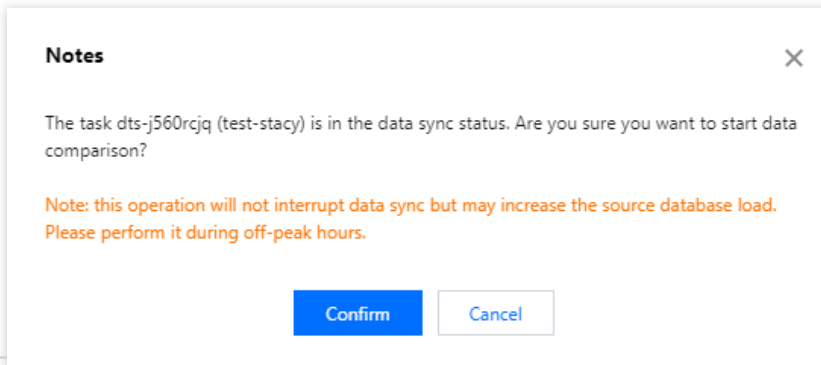 Notes
The task dts-j560rcjq (test-stacy) is in the data sync status. Are you sure you want to start data
comparison?
Note: this operation will not interrupt data sync but may increase the source database load.
Please perform it during off-peak hours.
Confirm
Cancel